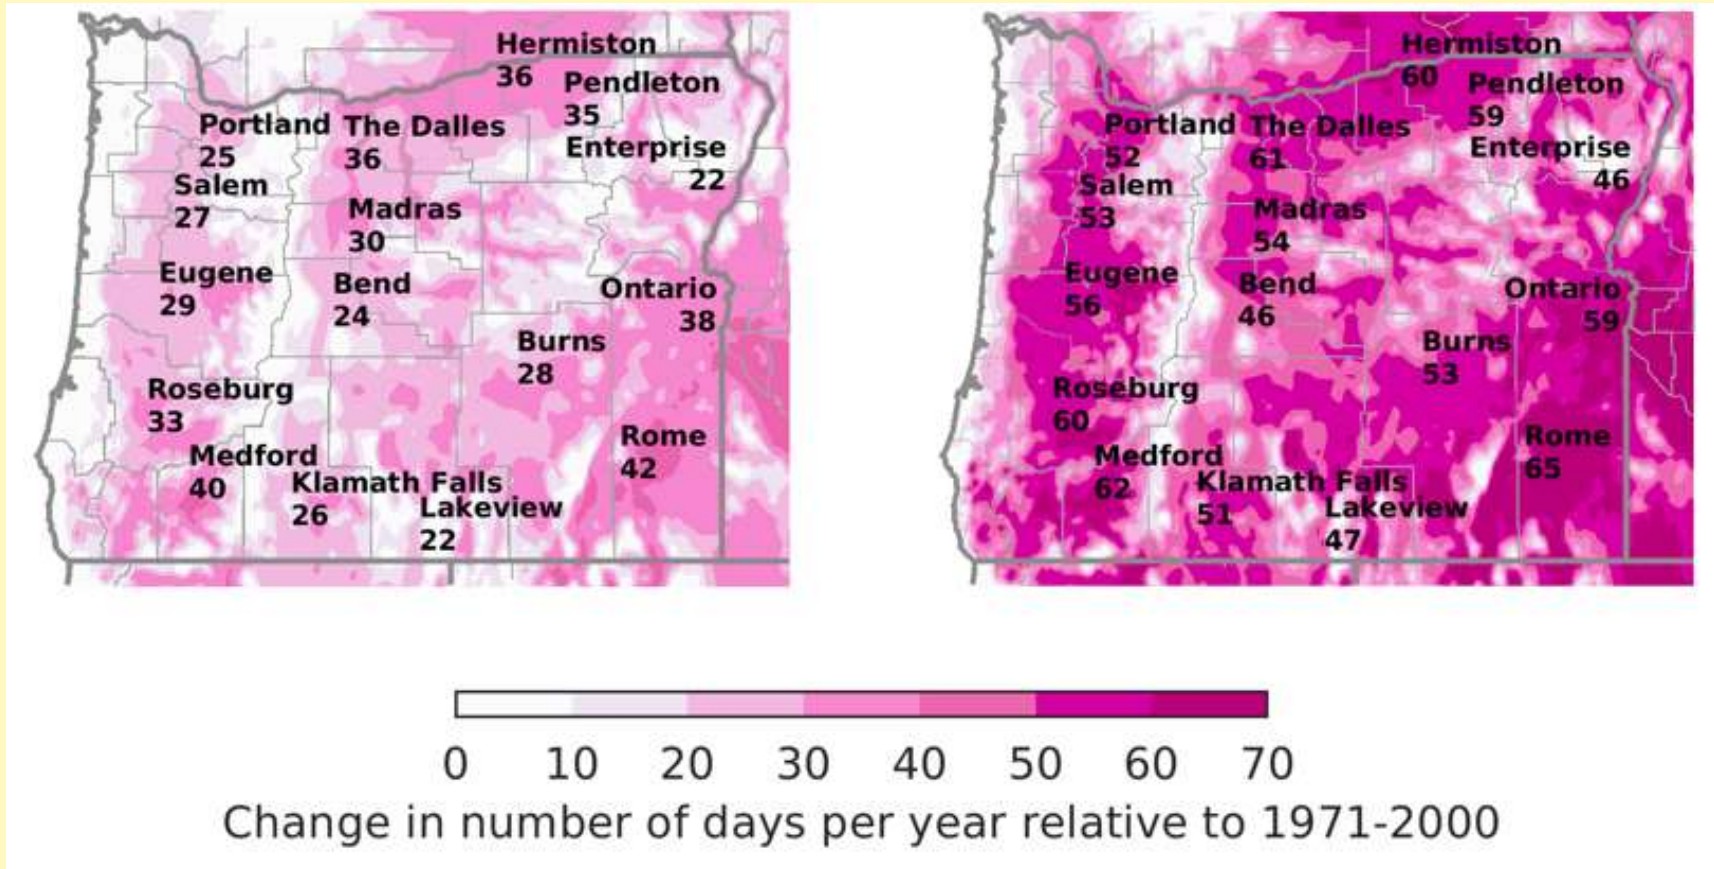 Hermiston
36
Pendleton
35
Portland
25
The Dalles
36
Enterprise
22
Salem
27
Madras
30
Eugene
29
Bend
24
Ontario
38
Burns
28
Roseburg
33
Rome
42
Medford
40
Klamath Falls
26
Lakeview
22
Hermiston
60
Pendleton
59
Portland
52
The Dalles
61
Enterprise
46
Salem
53
Madras
54
Eugene
56
Bend
46
Ontario
59
Burns
53
Roseburg
60
Rome
65
Medford
62
Klamath Falls
51
Lakeview
47
0 10 20 30 40 50 60 70
Change in number of days per year relative to 1971-2000